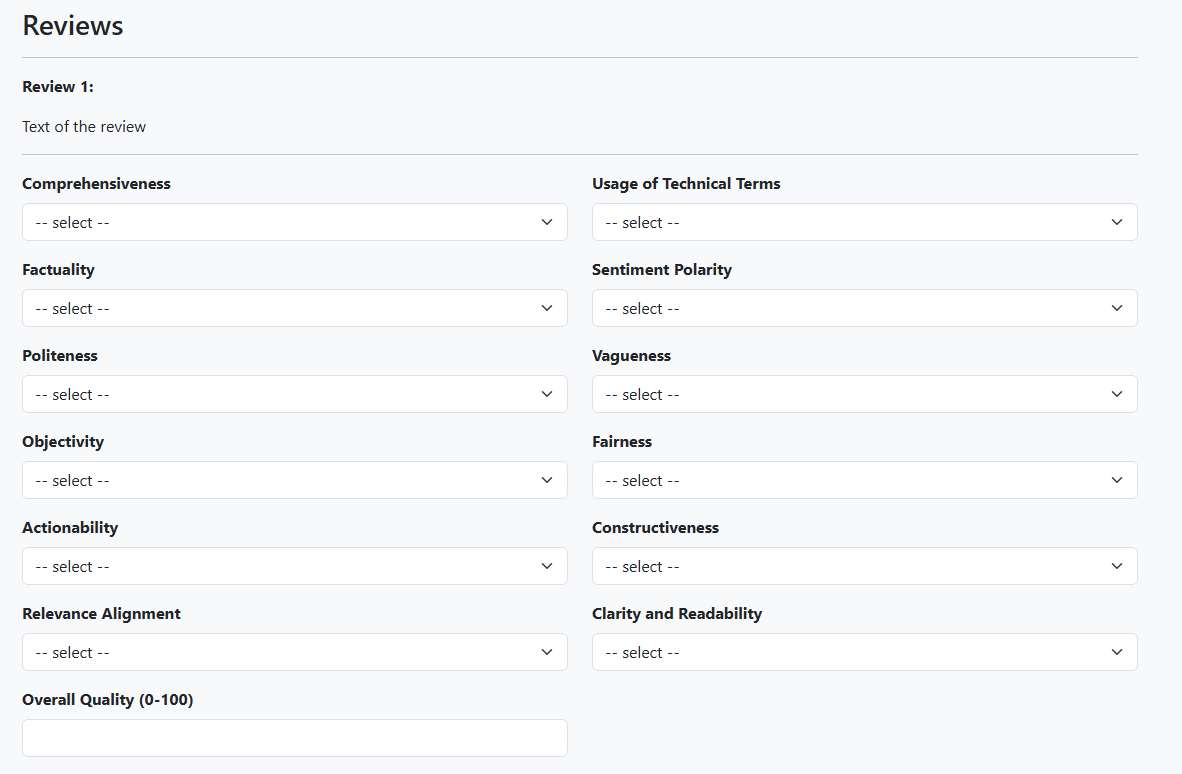 Reviews
Review 1:
Text of the review
Comprehensiveness
Usage of Technical Terms
-- select --
-- select --
Factuality
Sentiment Polarity
-- select --
-- select --
Politeness
Vagueness
-- select --
-- select --
Objectivity
Fairness
-- select --
-- select --
Actionability
Constructiveness
-- select --
-- select --
Relevance Alignment
Clarity and Readability
-- select --
-- select --
Overall Quality (0-100)